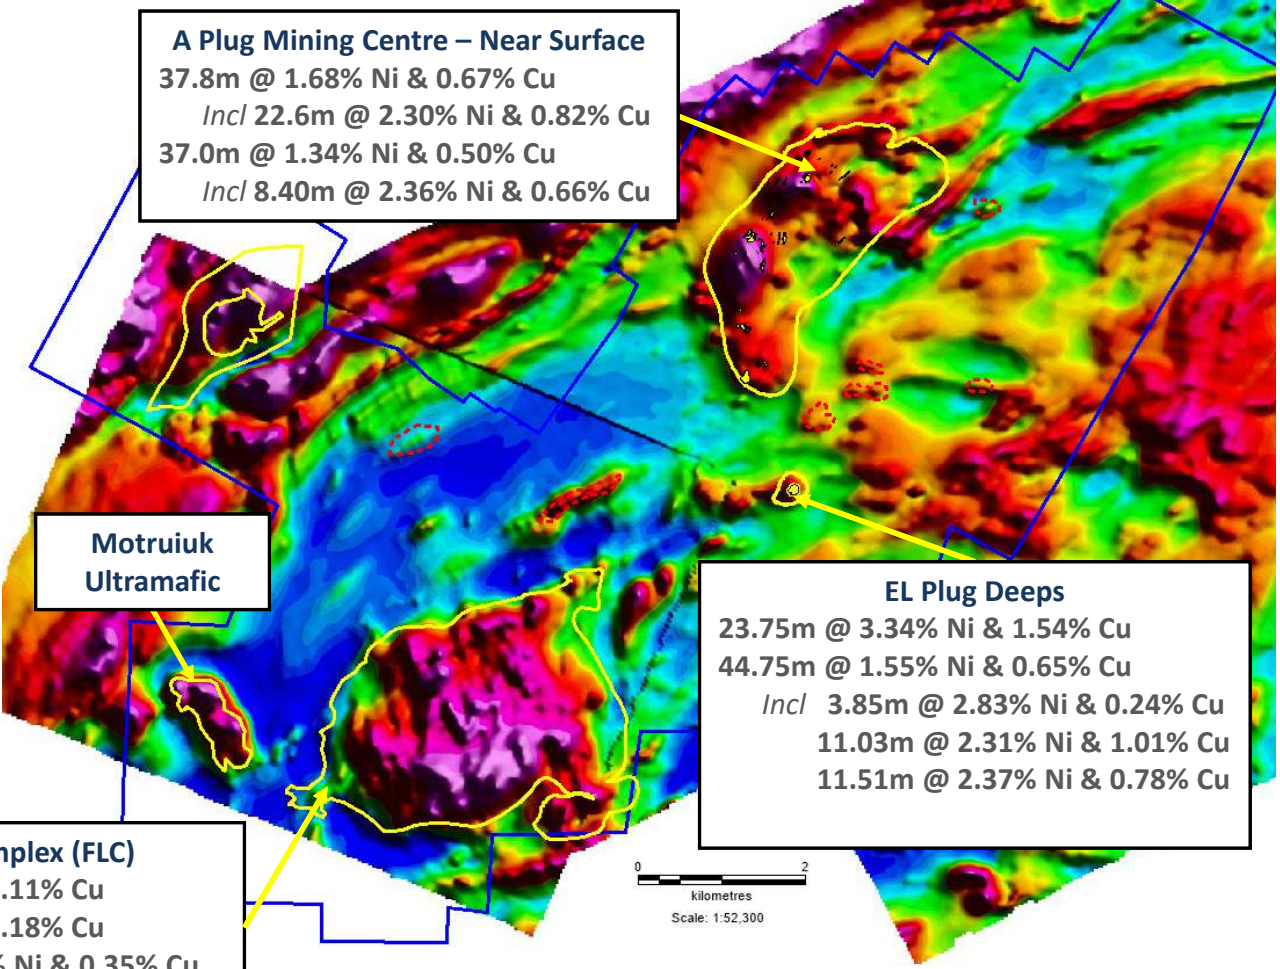 A Plug Mining Centre – Near Surface
37.8m @ 1.68% Ni & 0.67% Cu
Incl 22.6m @ 2.30% Ni & 0.82% Cu
37.0m @ 1.34% Ni & 0.50% Cu
Incl 8.40m @ 2.36% Ni & 0.66% Cu
Motruiuk
Ultramafic
EL Plug Deeps
23.75m @ 3.34% Ni & 1.54% Cu
44.75m @ 1.55% Ni & 0.65% Cu
Incl 3.85m @ 2.83% Ni & 0.24% Cu
11.03m @ 2.31% Ni & 1.01% Cu
11.51m @ 2.37% Ni & 0.78% Cu
(FLC)
.11% Cu
.18% Cu
% Ni & 0.35% Cu
0 2
kilometres
Scale: 1:52,300